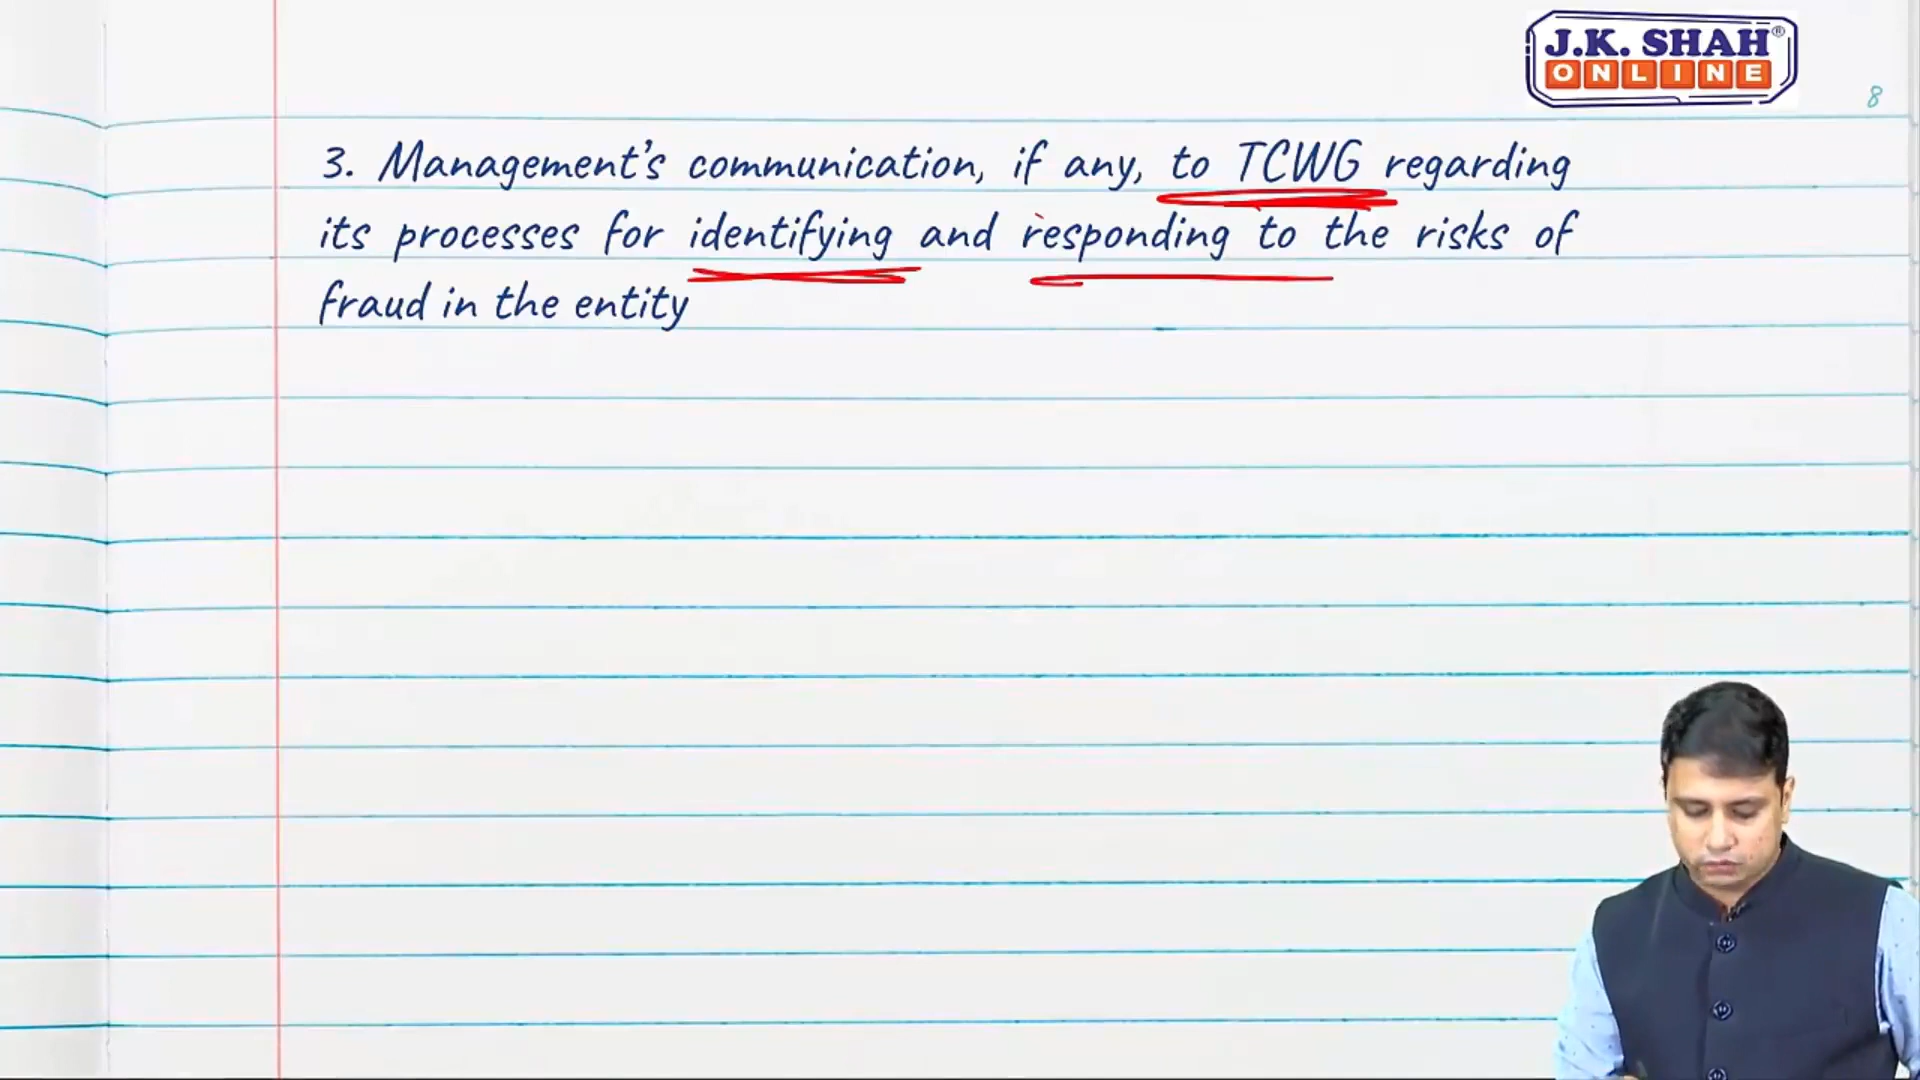 J.K. SHAH®
ONLINE
8
3. Management's communication, if any, to TCWG regarding
its processes for identifying and responding to the risks of
fraud in the entity